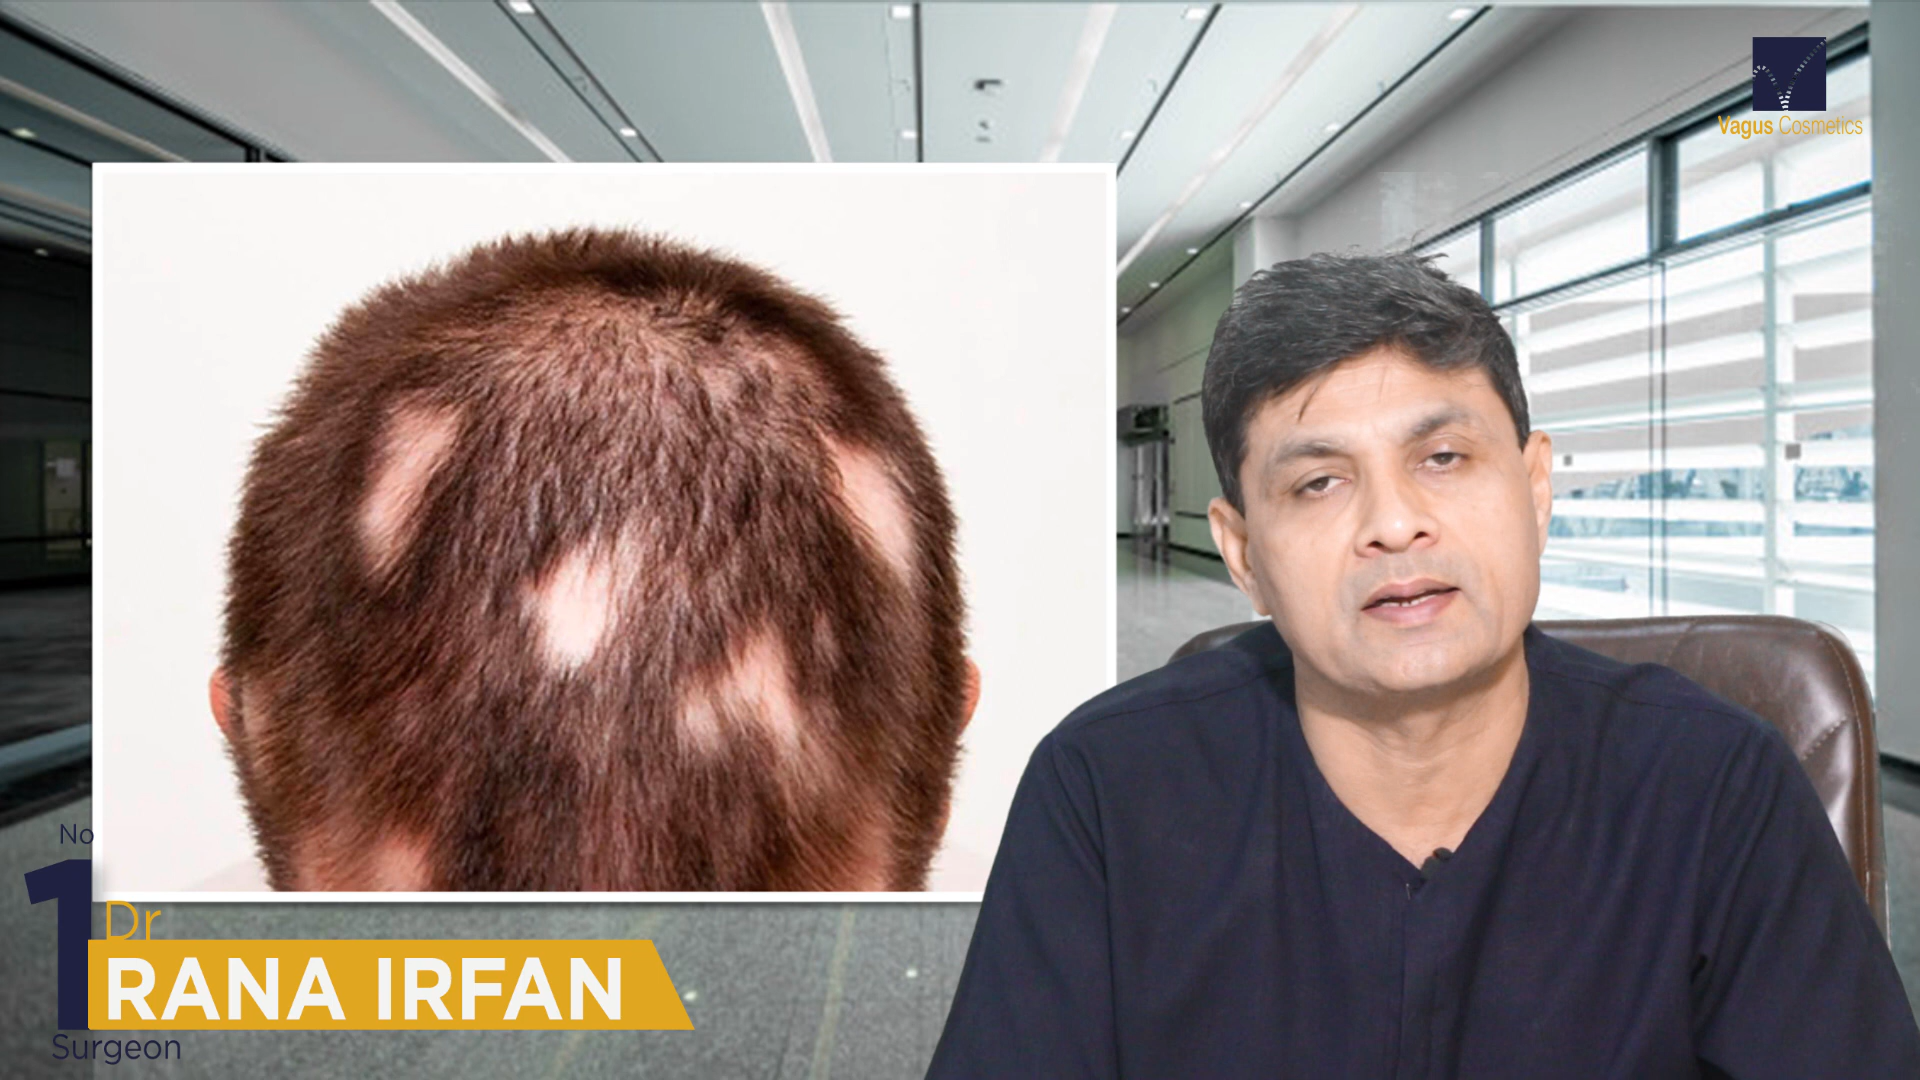 Vagus Cosmetics
No
1
Dr
RANA IRFAN
Surgeon